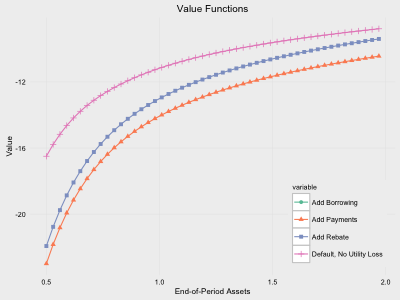 Value Functions
-12
-16
-20
Value
0.5
1.0
1.5
2.0
End-of-Period Assets
variable
Add Borrowing
Add Payments
Add Rebate
Default, No Utility Loss